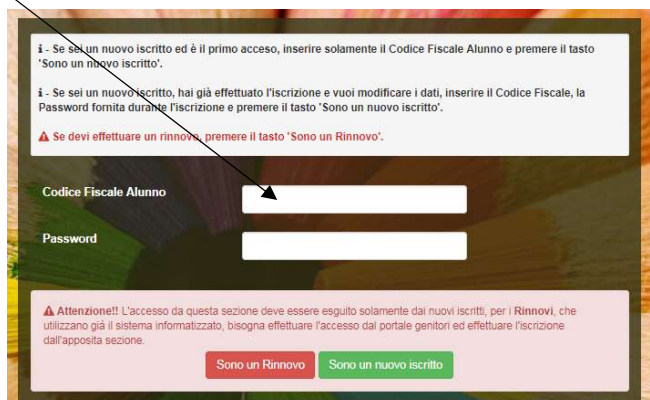 i - Se sei un nuovo iscritto ed è il primo accesso, inserire solamente il Codice Fiscale Alunno e premere il tasto
'Sono un nuovo iscritto'.
i - Se sei un nuovo iscritto, hai già effettuato l'iscrizione e vuoi modificare i dati, inserire il Codice Fiscale, la
Password fornita durante l'iscrizione e premere il tasto 'Sono un nuovo iscritto'.
Se devi effettuare un rinnovo, premere il tasto 'Sono un Rinnovo'.
Codice Fiscale Alunno
Password
Attenzione!! L'accesso da questa sezione deve essere esguito solamente dai nuovi iscritti, per i Rinnovi, che
utilizzano già il sistema informatizzato, bisogna effettuare l'accesso dal portale genitori ed effettuare l'iscrizione
dall'apposita sezione.
Sono un Rinnovo Sono un nuovo iscritto